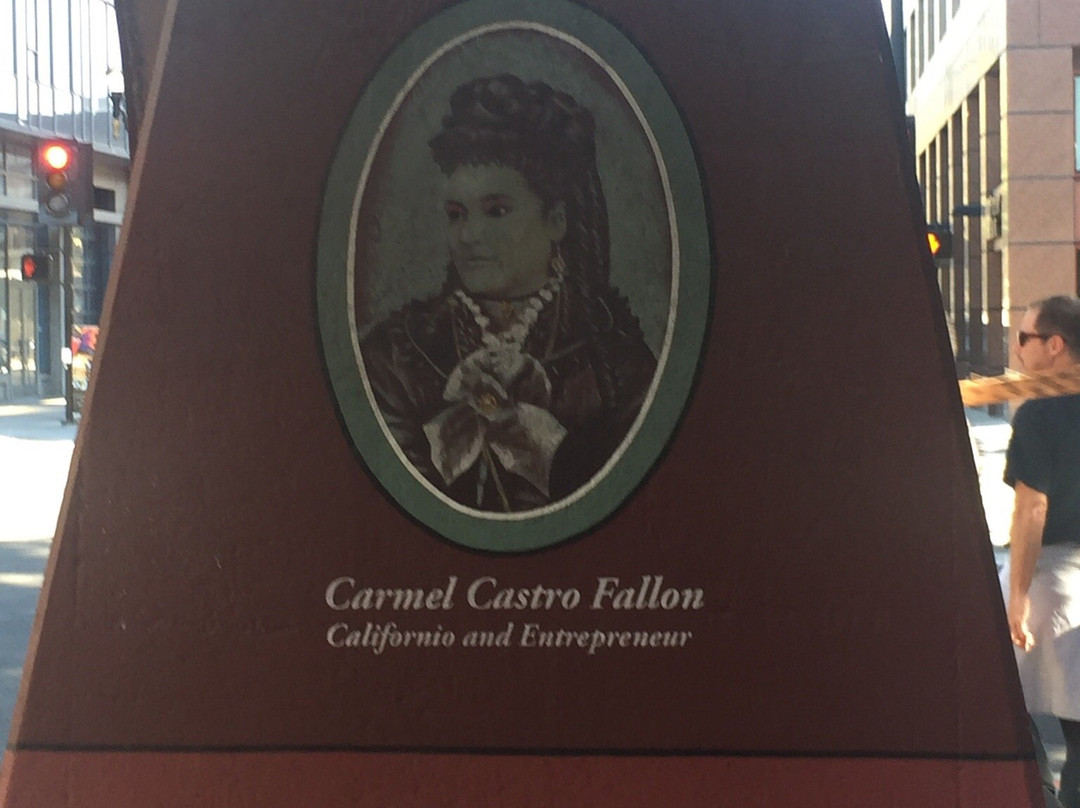 Carmel Castro Fallon
Californio and Entrepreneur